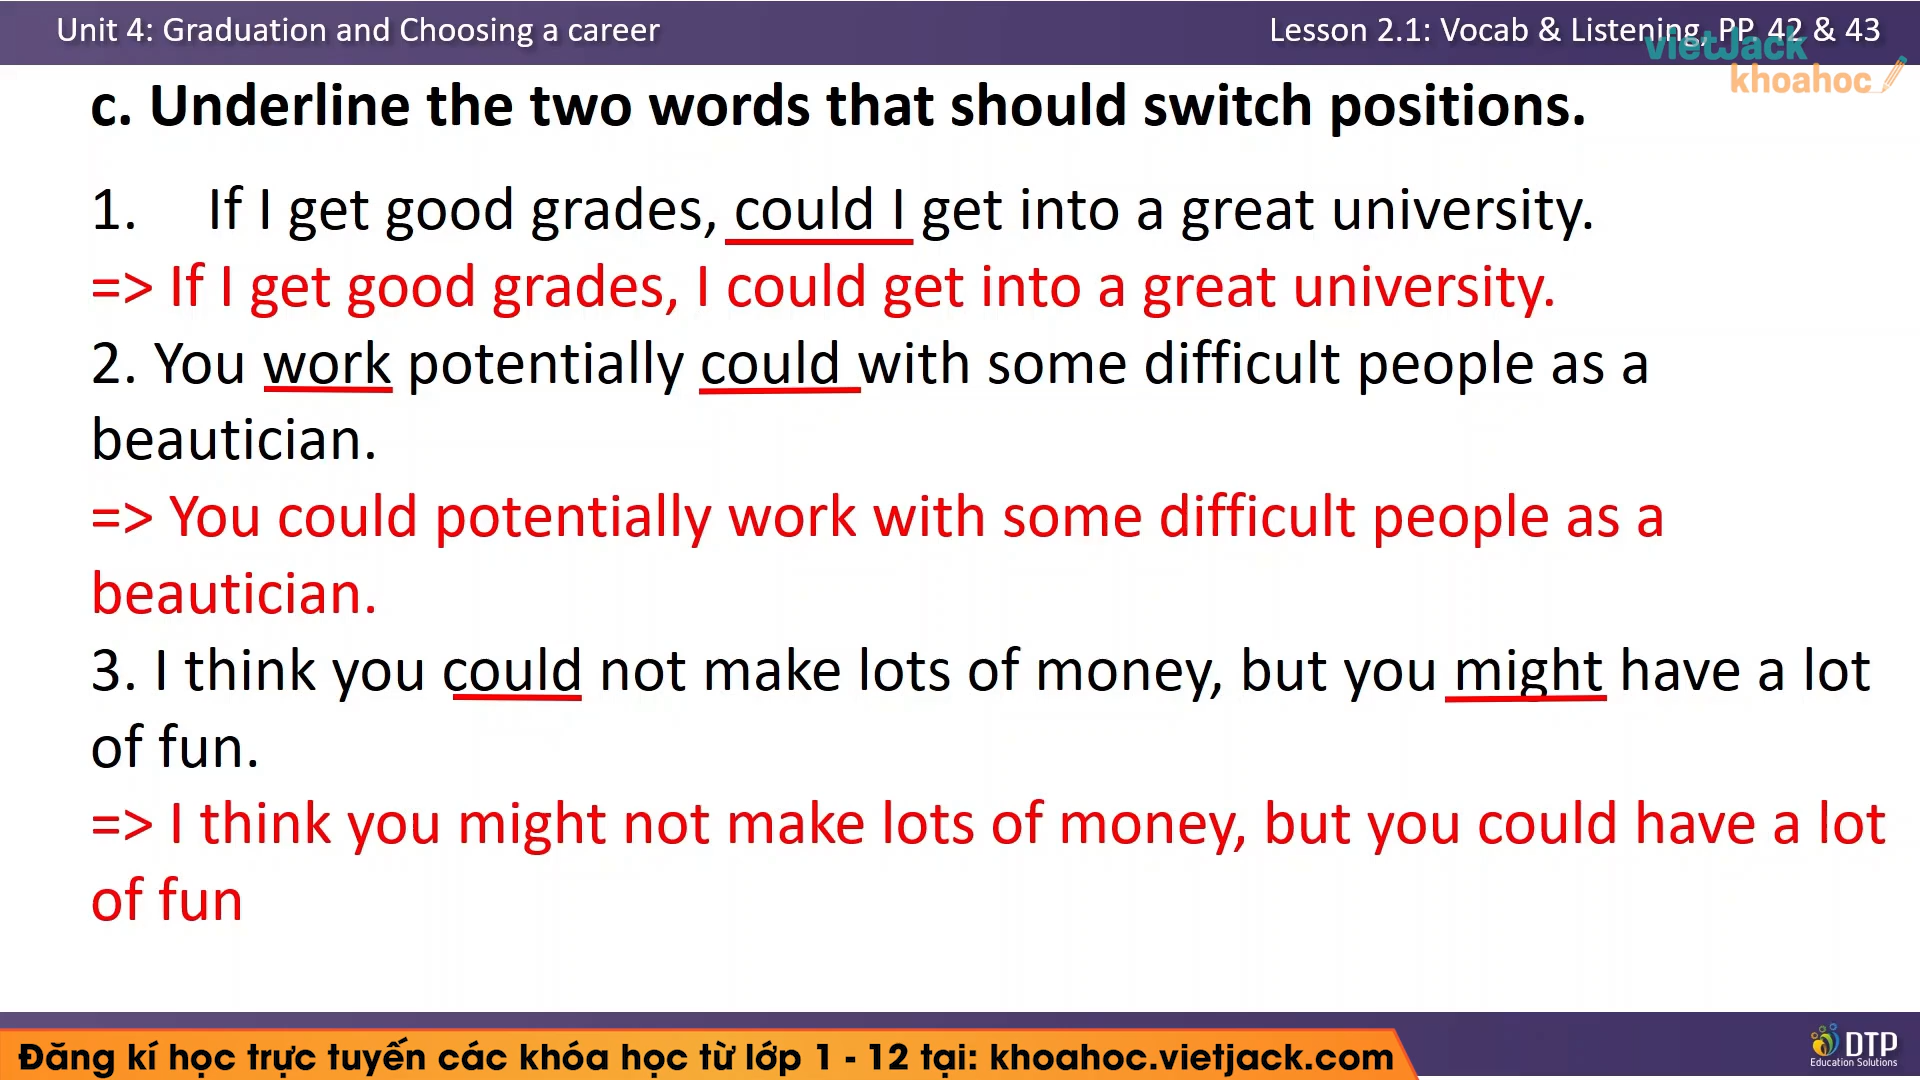 Unit 4: Graduation and Choosing a career
Lesson 2.1: Vocab & Listening, PP. 42 & 43
vietJack
khoahoc
c. Underline the two words that should switch positions.
1. If I get good grades, could I get into a great university.
=> If I get good grades, I could get into a great university.
2. You work potentially could with some difficult people as a
beautician.
=> You could potentially work with some difficult people as a
beautician.
3. I think you could not make lots of money, but you might have a lot
of fun.
=> I think you might not make lots of money, but you could have a lot
of fun
Đăng kí học trực tuyến các khóa học từ lớp 1 - 12 tại: khoahoc.vietjack.com
DTP
Education Solutions